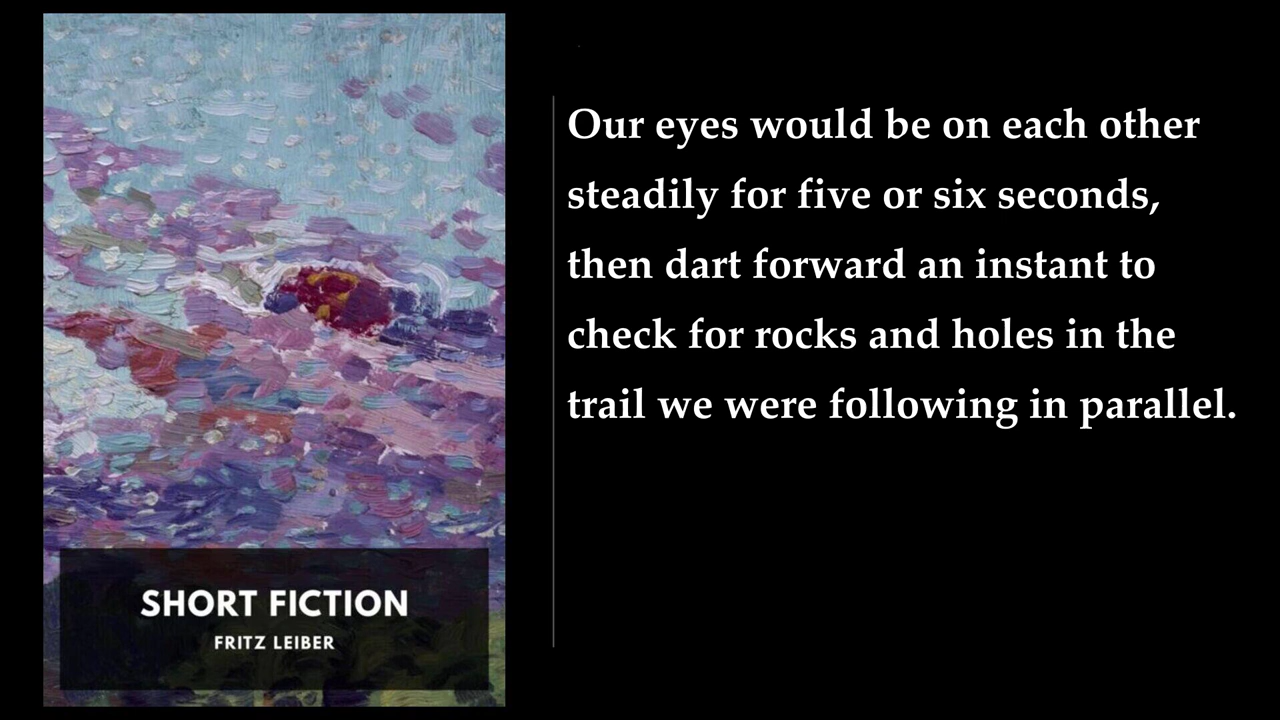 SHORT FICTION
FRITZ LEIBER
Our eyes would be on each other
steadily for five or six seconds,
then dart forward an instant to
check for rocks and holes in the
trail we were following in parallel.